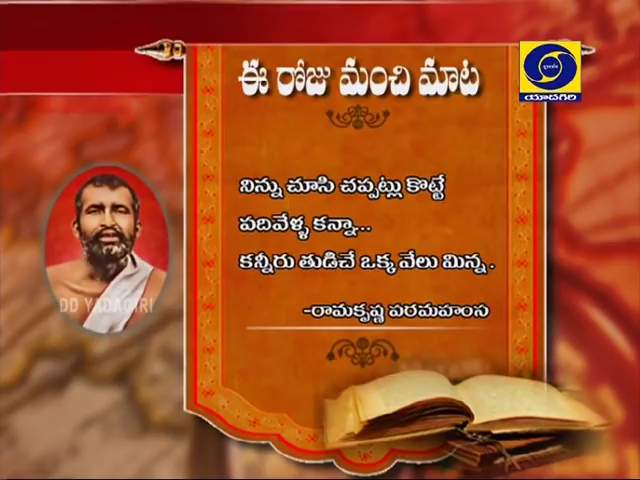 ఈ రోజు మంచి మాట
యాదగిరి
నిన్ను చూసి చప్పట్లు కొట్టే
పదివేళ్ళ కన్నా...
కన్నీరు తుడిచే ఒక్క వేలు మిన్న.
-రామకృష్ణ పరమహంస
DD YADAGIRI